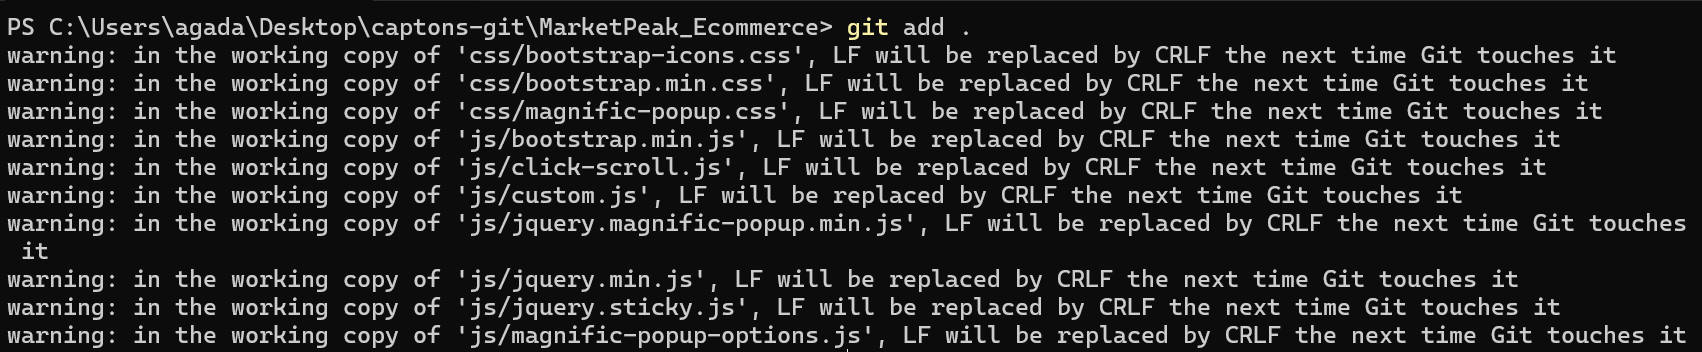 PS C:\Users\agada\Desktop\captons-git\MarketPeak_Ecommerce> git add .
warning: in the working copy of 'css/bootstrap-icons.css', LF will be replaced by CRLF the next time Git touches it
warning: in the working copy of 'css/bootstrap.min.css', LF will be replaced by CRLF the next time Git touches it
warning: in the working copy of 'css/magnific-popup.css', LF will be replaced by CRLF the next time Git touches it
warning: in the working copy of 'js/bootstrap.min.js', LF will be replaced by CRLF the next time Git touches it
warning: in the working copy of 'js/click-scroll.js', LF will be replaced by CRLF the next time Git touches it
warning: in the working copy of 'js/custom.js', LF will be replaced by CRLF the next time Git touches it
warning: in the working copy of 'js/jquery.magnific-popup.min.js', LF will be replaced by CRLF the next time Git touches
it
warning: in the working copy of 'js/jquery.min.js', LF will be replaced by CRLF the next time Git touches it
warning: in the working copy of 'js/jquery.sticky.js', LF will be replaced by CRLF the next time Git touches it
warning: in the working copy of 'js/magnific-popup-options.js', LF will be replaced by CRLF the next time Git touches it